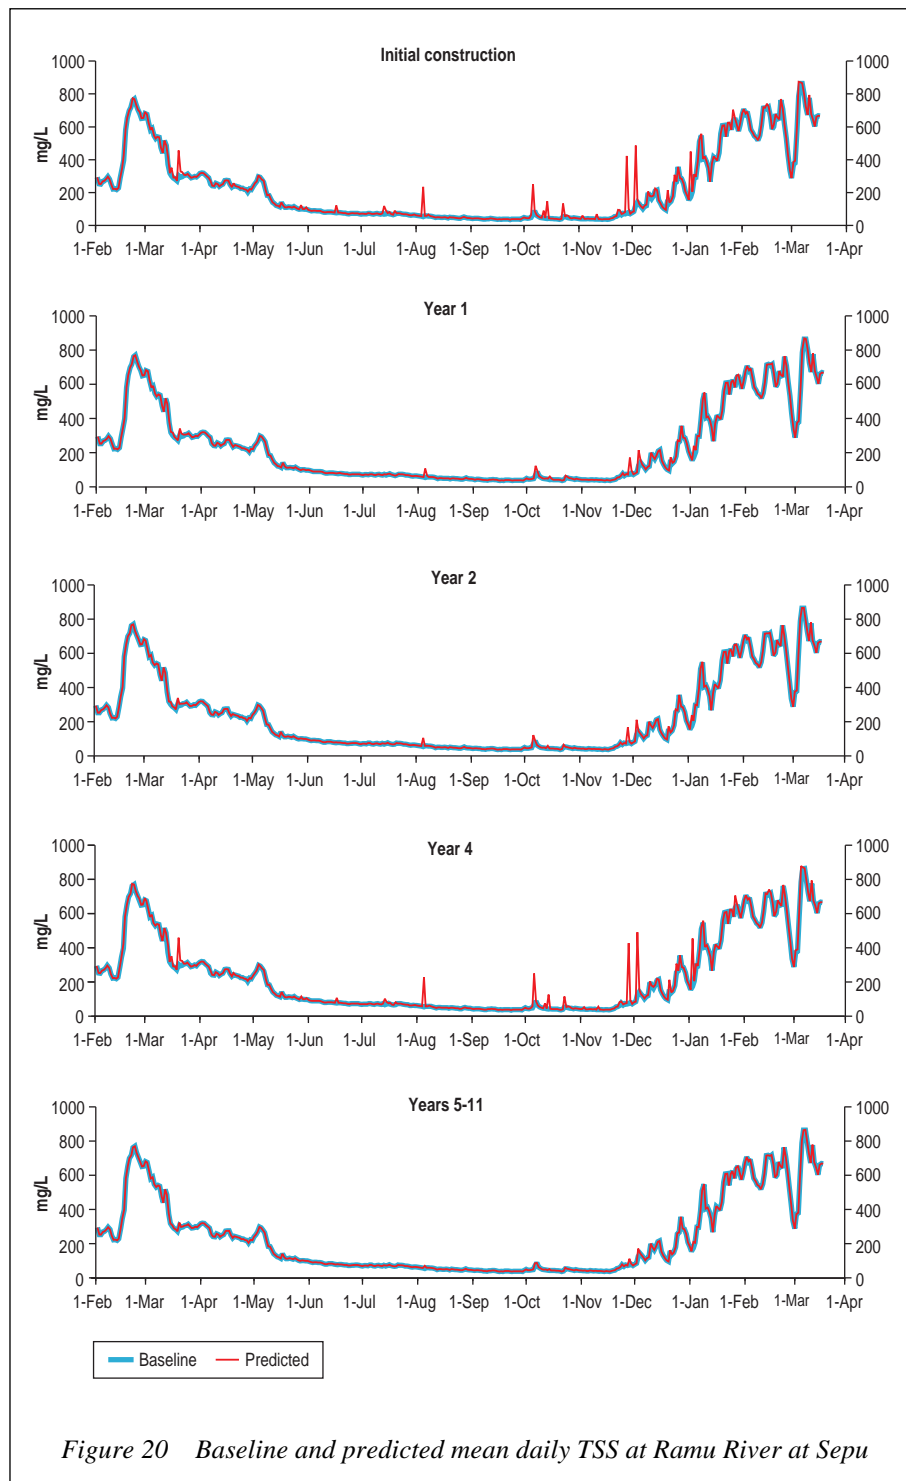 Initial construction
1000 1000
800 800
600 600
400 400
200 200
0 0
mg/L
1-Feb 1-Mar 1-Apr 1-May 1-Jun 1-Jul 1-Aug 1-Sep 1-Oct 1-Nov 1-Dec 1-Jan 1-Feb 1-Mar 1-Apr
Year 1
1000 1000
800 800
600 600
400 400
200 200
0 0
mg/L
1-Feb 1-Mar 1-Apr 1-May 1-Jun 1-Jul 1-Aug 1-Sep 1-Oct 1-Nov 1-Dec 1-Jan 1-Feb 1-Mar 1-Apr
Year 2
1000 1000
800 800
600 600
400 400
200 200
0 0
mg/L
1-Feb 1-Mar 1-Apr 1-May 1-Jun 1-Jul 1-Aug 1-Sep 1-Oct 1-Nov 1-Dec 1-Jan 1-Feb 1-Mar 1-Apr
Year 4
1000 1000
800 800
600 600
400 400
200 200
0 0
mg/L
1-Feb 1-Mar 1-Apr 1-May 1-Jun 1-Jul 1-Aug 1-Sep 1-Oct 1-Nov 1-Dec 1-Jan 1-Feb 1-Mar 1-Apr
Years 5-11
1000 1000
800 800
600 600
400 400
200 200
0 0
mg/L
1-Feb 1-Mar 1-Apr 1-May 1-Jun 1-Jul 1-Aug 1-Sep 1-Oct 1-Nov 1-Dec 1-Jan 1-Feb 1-Mar 1-Apr
Baseline Predicted
Figure 20 Baseline and predicted mean daily TSS at Ramu River at Sepu